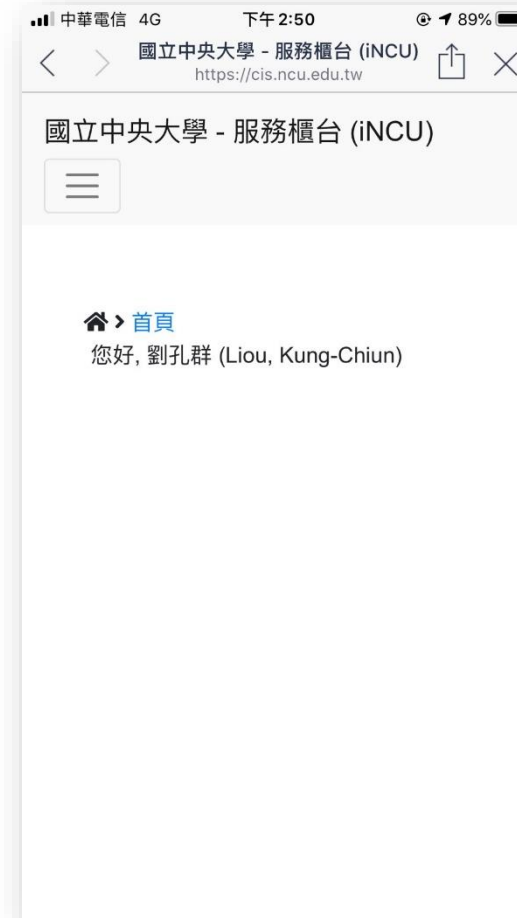 中華電信 4G 下午2:50 89%
國立中央大學 - 服務櫃台 (iNCU)
https://cis.ncu.edu.tw
國立中央大學 - 服務櫃台 (iNCU)
首頁
您好, 劉孔群 (Liou, Kung-Chiun)